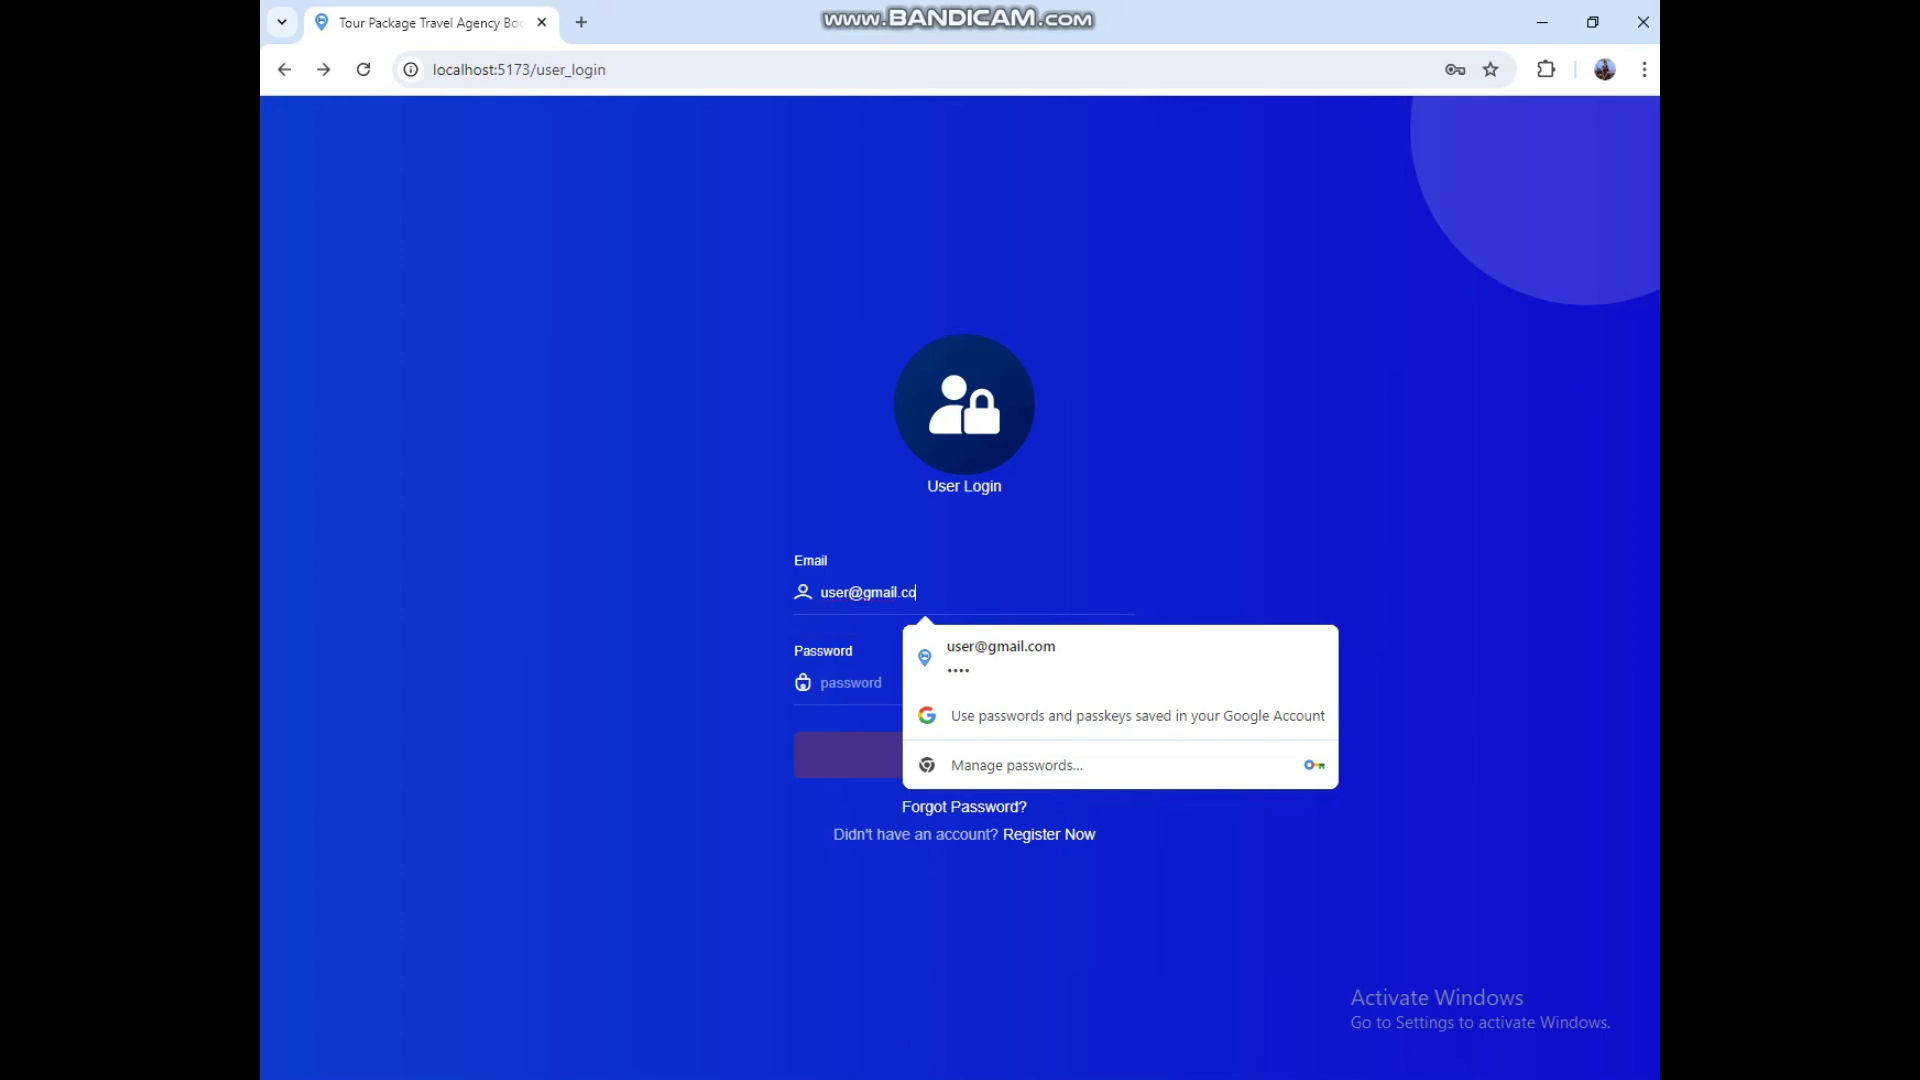 Tour Package Travel Agency Boo
www.BANDICAM.com
localhost:5173/user_login
User Login
Email
user@gmail.co
user@gmail.com
••••
Password
password
Use passwords and passkeys saved in your Google Account
Manage passwords...
Forgot Password?
Didn't have an account? Register Now
Activate Windows
Go to Settings to activate Windows.